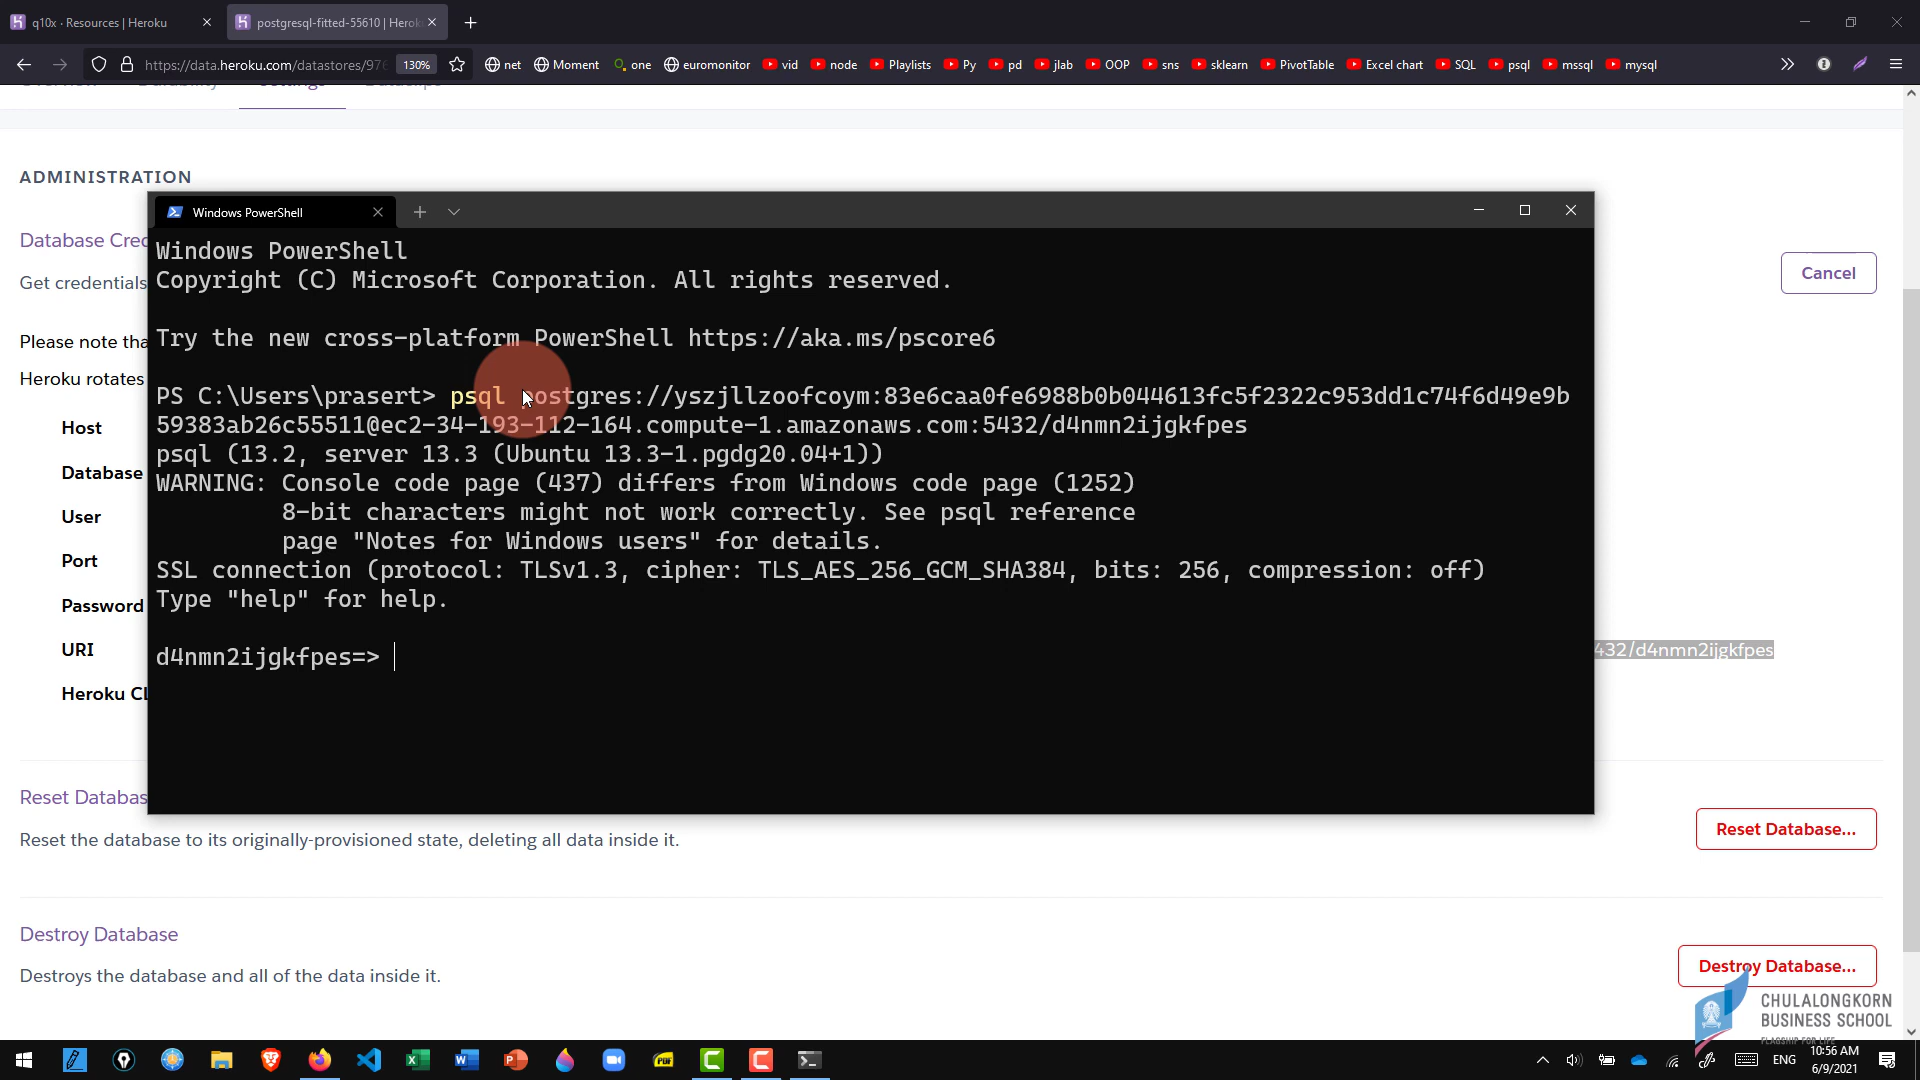 q10x · Resources | Heroku
postgresql-fitted-55610 | Herok
https://data.heroku.com/datastores/976
130%
net
Moment
one
euromonitor
vid
node
Playlists
Py
pd
jlab
OOP
sns
sklearn
PivotTable
Excel chart
SQL
psql
mssql
mysql
ADMINISTRATION
Database Cred
Get credentials
Cancel
Please note tha
Heroku rotates
Host
Database
User
Port
Password
URI
432/d4nmn2ijgkfpes
Heroku CL
Windows PowerShell
Windows PowerShell
Copyright (C) Microsoft Corporation. All rights reserved.
Try the new cross-platform PowerShell https://aka.ms/pscore6
PS C:\Users\prasert> psql postgres://yszjllzoofcoym:83e6caa0fe6988b0b044613fc5f2322c953dd1c74f6d49e9b
59383ab26c55511@ec2-34-193-112-164.compute-1.amazonaws.com:5432/d4nmn2ijgkfpes
psql (13.2, server 13.3 (Ubuntu 13.3-1.pgdg20.04+1))
WARNING: Console code page (437) differs from Windows code page (1252)
8-bit characters might not work correctly. See psql reference
page "Notes for Windows users" for details.
SSL connection (protocol: TLSv1.3, cipher: TLS_AES_256_GCM_SHA384, bits: 256, compression: off)
Type "help" for help.
d4nmn2ijgkfpes=>
Reset Databas
Reset the database to its originally-provisioned state, deleting all data inside it.
Reset Database...
Destroy Database
Destroys the database and all of the data inside it.
Destroy Database...
CHULALONGKORN
BUSINESS SCHOOL
FLAGSHIP FOR LIFE
ENG
10:56 AM
6/9/2021